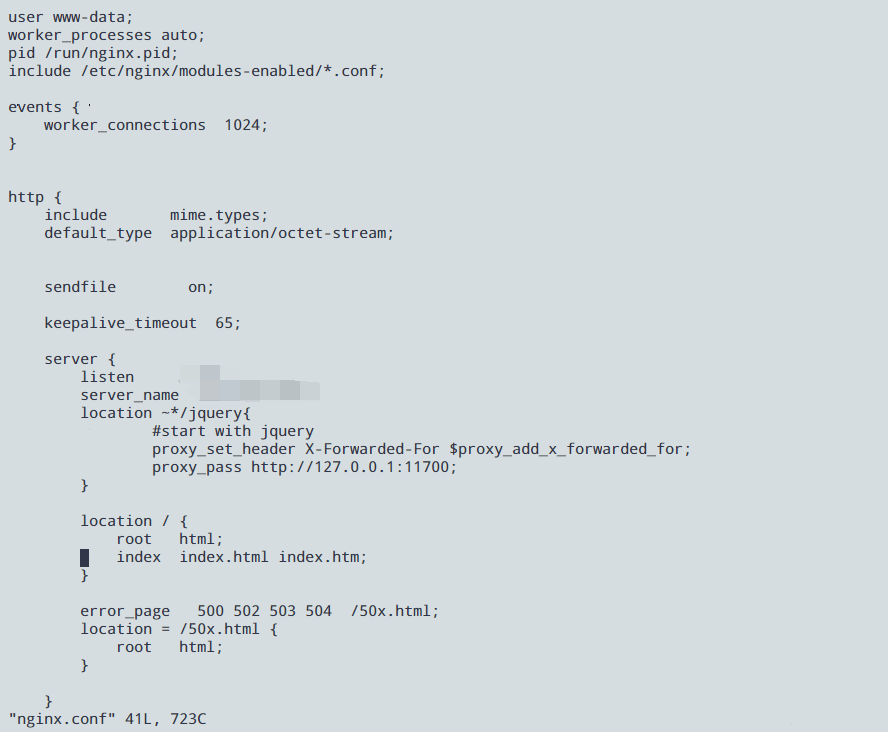 user www-data;
worker_processes auto;
pid /run/nginx.pid;
include /etc/nginx/modules-enabled/*.conf;
events {
worker_connections  1024;
}
http {
include       mime.types;
default_type  application/octet-stream;
sendfile        on;
keepalive_timeout  65;
server {
listen
server_name
location ~*/jquery{
#start with jquery
proxy_set_header X-Forwarded-For $proxy_add_x_forwarded_for;
proxy_pass http://127.0.0.1:11700;
}
location / {
root   html;
index  index.html index.htm;
}
error_page   500 502 503 504  /50x.html;
location = /50x.html {
root   html;
}
}
"nginx.conf" 41L, 723C